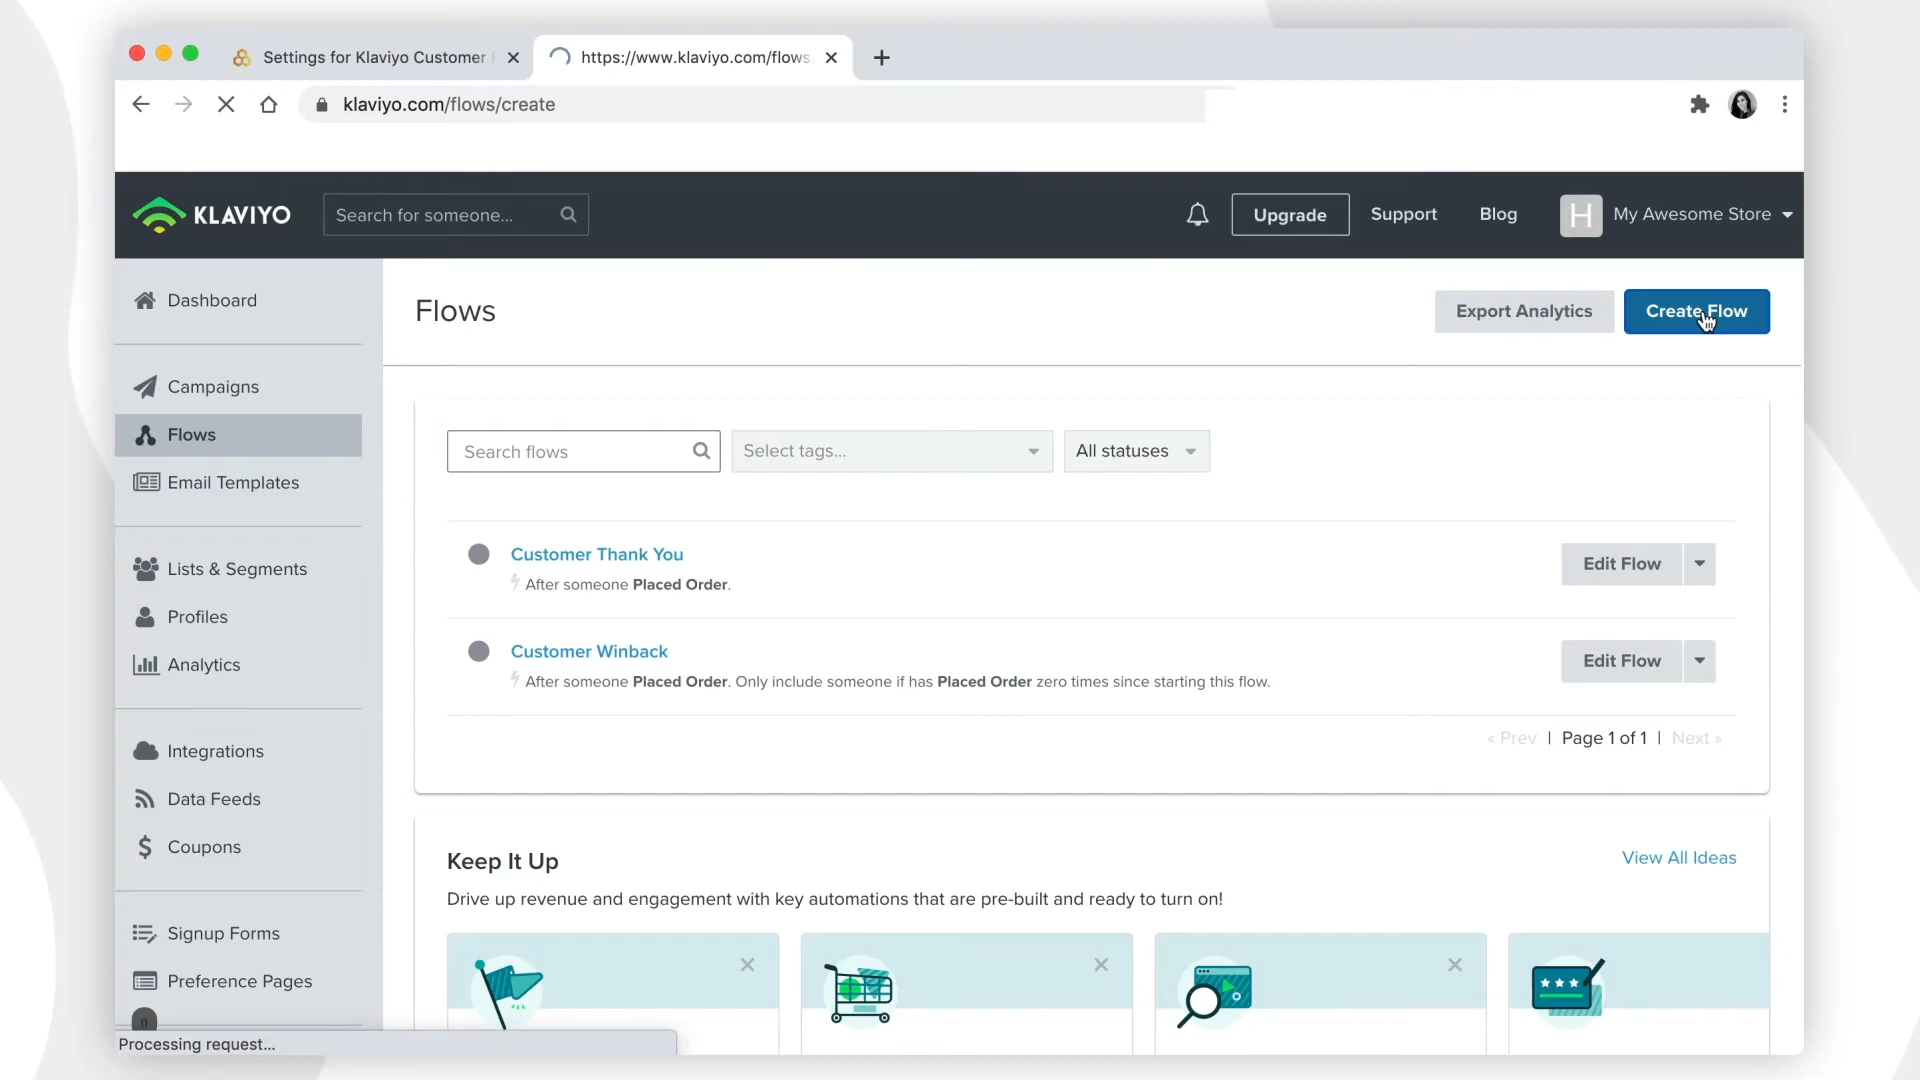 Settings for Klaviyo Customer
https://www.klaviyo.com/flows
klaviyo.com/flows/create
KLAVIYO
Search for someone...
Upgrade
Support
Blog
H
My Awesome Store
Dashboard
Campaigns
Flows
Email Templates
Lists & Segments
Profiles
Analytics
Integrations
Data Feeds
Coupons
Signup Forms
Preference Pages
Processing request...
Flows
Export Analytics
Create Flow
Search flows
Select tags...
All statuses
Customer Thank You
After someone Placed Order.
Edit Flow
Customer Winback
After someone Placed Order. Only include someone if has Placed Order zero times since starting this flow.
Edit Flow
« Prev | Page 1 of 1 | Next »
Keep It Up
View All Ideas
Drive up revenue and engagement with key automations that are pre-built and ready to turn on!